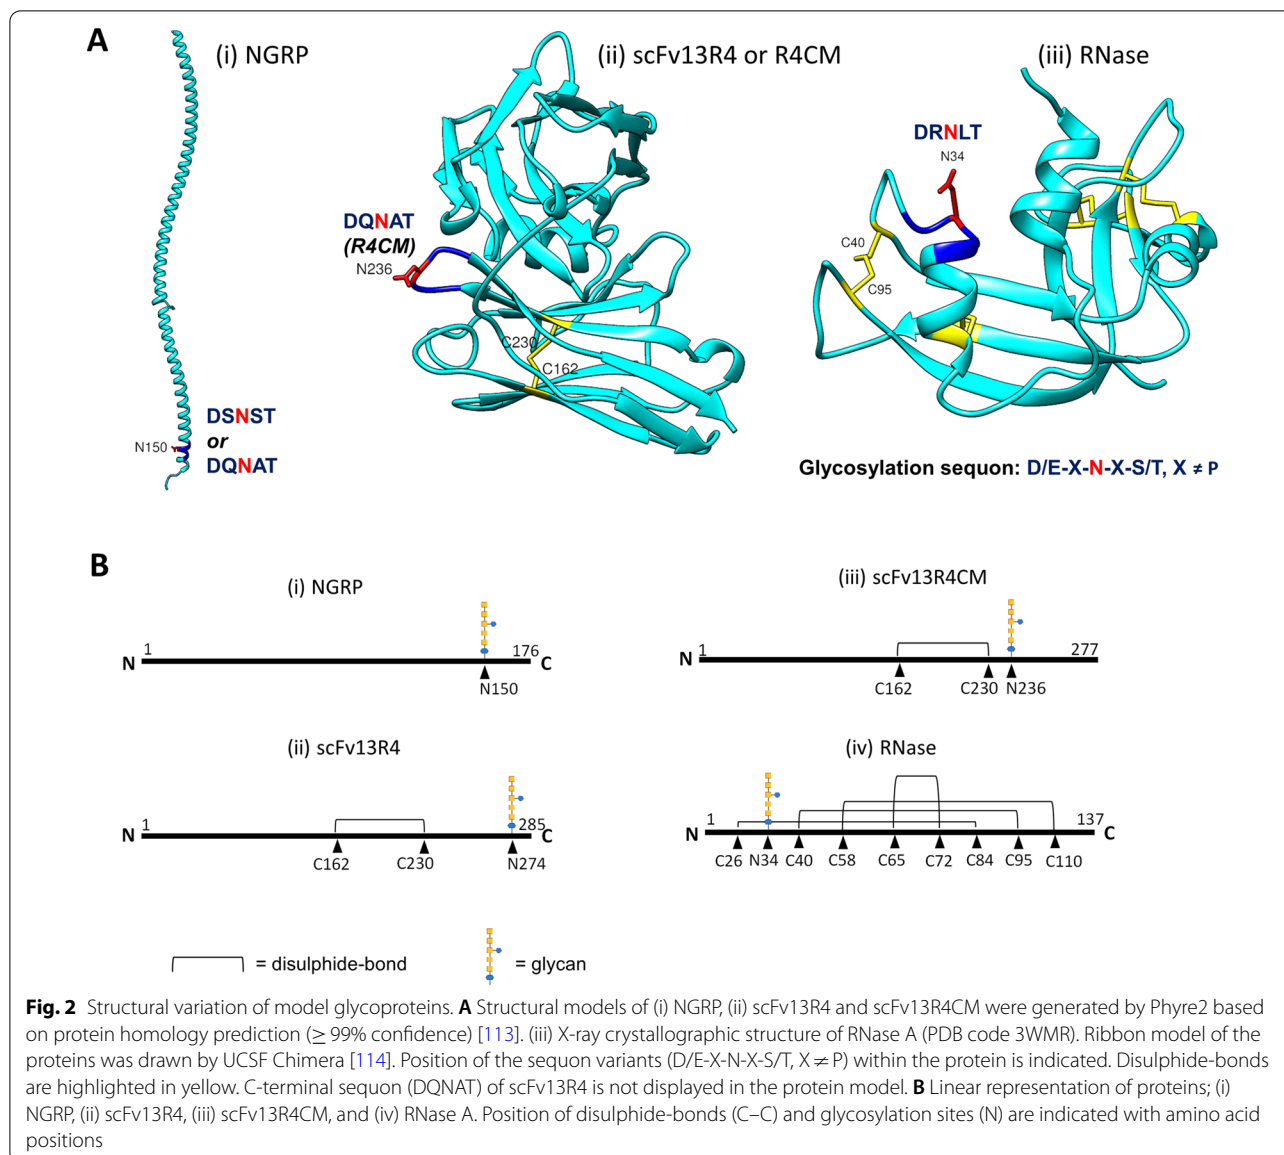 A
(i) NGRP
(ii) scFv13R4 or R4CM
(iii) RNase
DRNLT
N34
DQNAT
(R4CM)
N236
C40
C95
C230
C162
DSNST
or
DQNAT
N150
Glycosylation sequon: D/E-X-N-X-S/T, X ≠ P
B
(i) NGRP
N
1
176
C
N150
(iii) scFv13R4CM
N
1
277
C162
C230
N236
(ii) scFv13R4
N
1
285
C
C162
C230
N274
(iv) RNase
N
1
137
C
C26
N34
C40
C58
C65
C72
C84
C95
C110
= disulphide-bond
= glycan
Fig. 2 Structural variation of model glycoproteins. A Structural models of (i) NGRP, (ii) scFv13R4 and scFv13R4CM were generated by Phyre2 based
on protein homology prediction (≥ 99% confidence) [113]. (iii) X-ray crystallographic structure of RNase A (PDB code 3WMR). Ribbon model of the
proteins was drawn by UCSF Chimera [114]. Position of the sequon variants (D/E-X-N-X-S/T, X ≠ P) within the protein is indicated. Disulphide-bonds
are highlighted in yellow. C-terminal sequon (DQNAT) of scFv13R4 is not displayed in the protein model. B Linear representation of proteins; (i)
NGRP, (ii) scFv13R4, (iii) scFv13R4CM, and (iv) RNase A. Position of disulphide-bonds (C–C) and glycosylation sites (N) are indicated with amino acid
positions